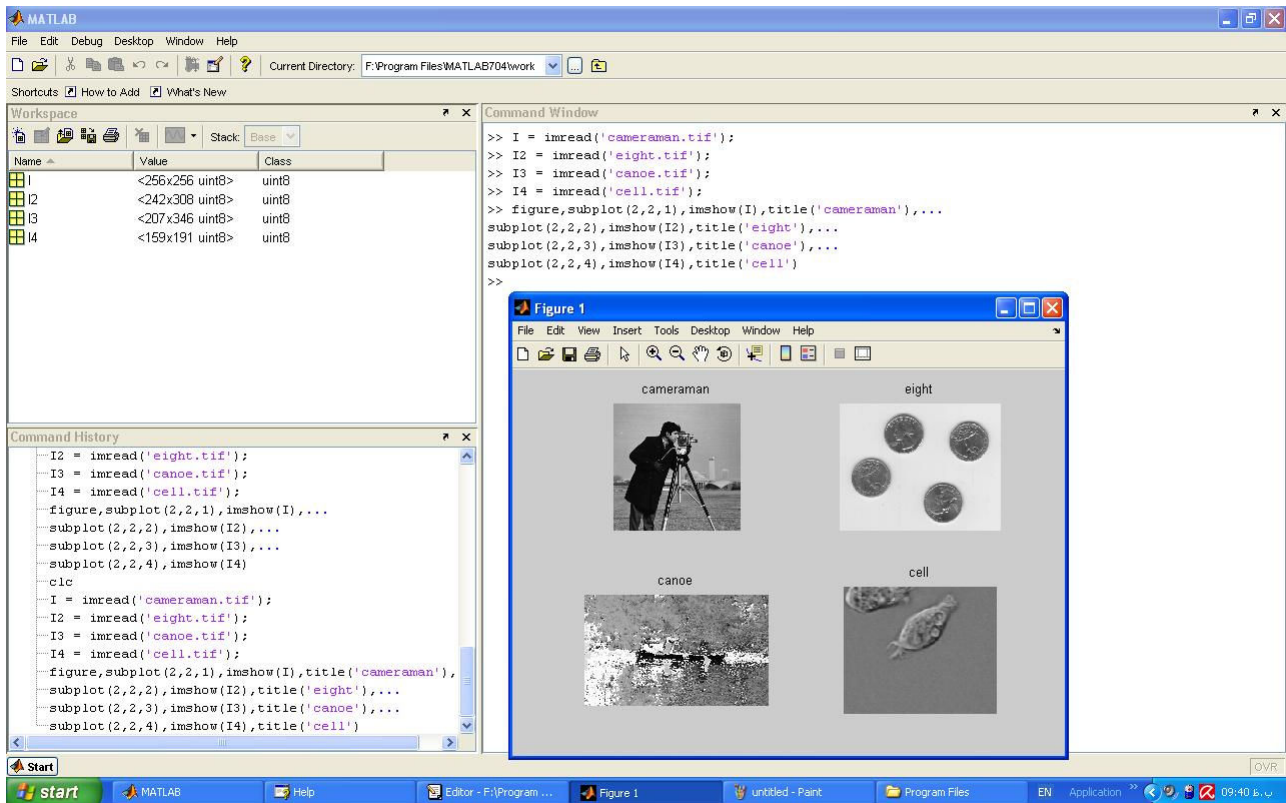 MATLAB
File Edit Debug Desktop Window Help
Current Directory: F:\Program Files\MATLAB704\work
Shortcuts How to Add What's New
Workspace
Stack: Base
Name Value Class
I <256x256 uint8> uint8
I2 <242x308 uint8> uint8
I3 <207x346 uint8> uint8
I4 <159x191 uint8> uint8
Command History
I2 = imread('eight.tif');
I3 = imread('canoe.tif');
I4 = imread('cell.tif');
figure,subplot(2,2,1),imshow(I),...
subplot(2,2,2),imshow(I2),...
subplot(2,2,3),imshow(I3),...
subplot(2,2,4),imshow(I4)
clc
I = imread('cameraman.tif');
I2 = imread('eight.tif');
I3 = imread('canoe.tif');
I4 = imread('cell.tif');
figure,subplot(2,2,1),imshow(I),title('cameraman'),
subplot(2,2,2),imshow(I2),title('eight'),...
subplot(2,2,3),imshow(I3),title('canoe'),...
subplot(2,2,4),imshow(I4),title('cell')
Command Window
>> I = imread('cameraman.tif');
>> I2 = imread('eight.tif');
>> I3 = imread('canoe.tif');
>> I4 = imread('cell.tif');
>> figure,subplot(2,2,1),imshow(I),title('cameraman'),...
subplot(2,2,2),imshow(I2),title('eight'),...
subplot(2,2,3),imshow(I3),title('canoe'),...
subplot(2,2,4),imshow(I4),title('cell')
>>
Figure 1
File Edit View Insert Tools Desktop Window Help
cameraman
eight
canoe
cell
Start
OVR
start
MATLAB
Help
Editor - F:\Program ...
Figure 1
untitled - Paint
Program Files
EN
Application
09:40 ب.ظ